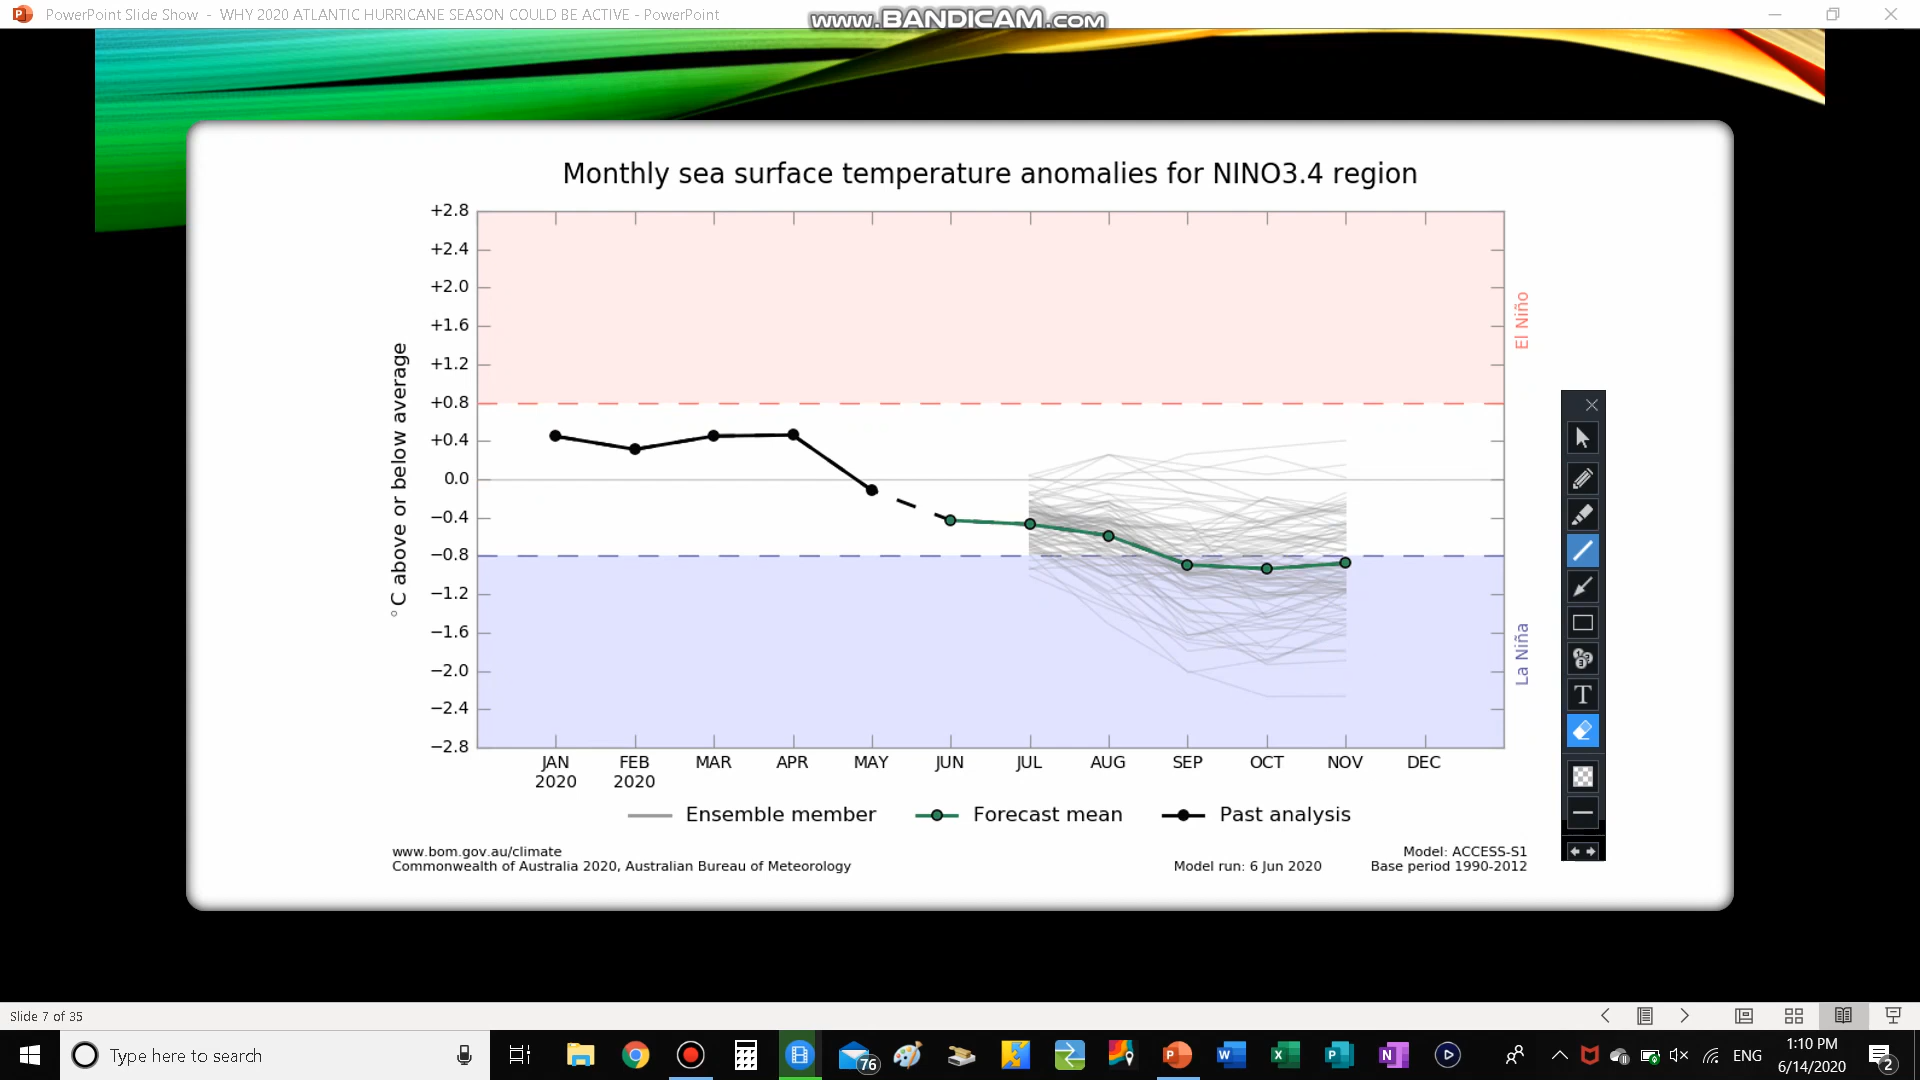 PowerPoint Slide Show - WHY 2020 ATLANTIC HURRICANE SEASON COULD BE ACTIVE - PowerPoint
www.BANDICAM.com
Monthly sea surface temperature anomalies for NINO3.4 region
+2.8
+2.4
+2.0
+1.6
+1.2
+0.8
+0.4
0.0
−0.4
−0.8
−1.2
−1.6
−2.0
−2.4
−2.8
°C above or below average
El Niño
La Niña
T
JAN FEB MAR APR MAY JUN JUL AUG SEP OCT NOV DEC
2020 2020
Ensemble member Forecast mean Past analysis
www.bom.gov.au/climate Model: ACCESS-S1
Commonwealth of Australia 2020, Australian Bureau of Meteorology Model run: 6 Jun 2020 Base period 1990-2012
Slide 7 of 35
Type here to search
76
ENG
1:10 PM
6/14/2020
2